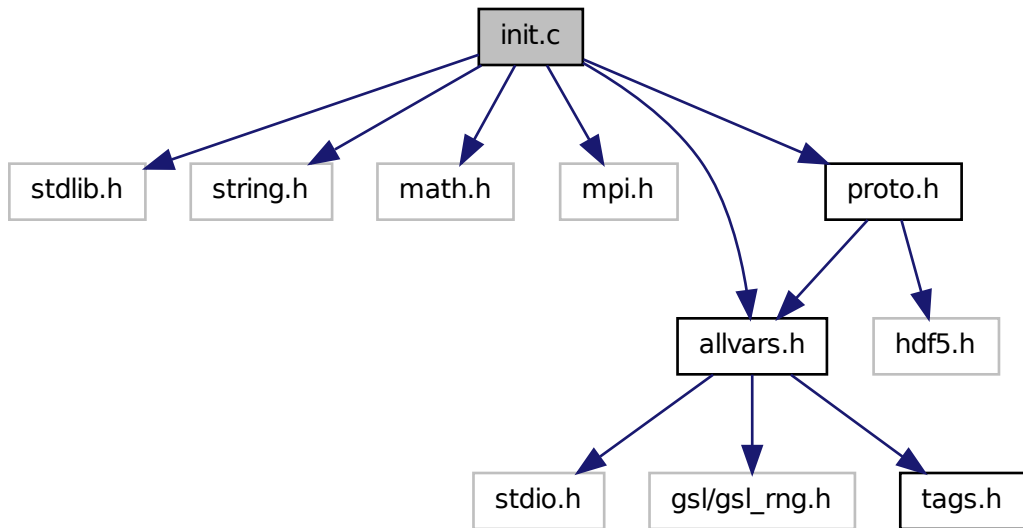 init.c
stdlib.h
string.h
math.h
mpi.h
proto.h
allvars.h
hdf5.h
stdio.h
gsl/gsl_rng.h
tags.h